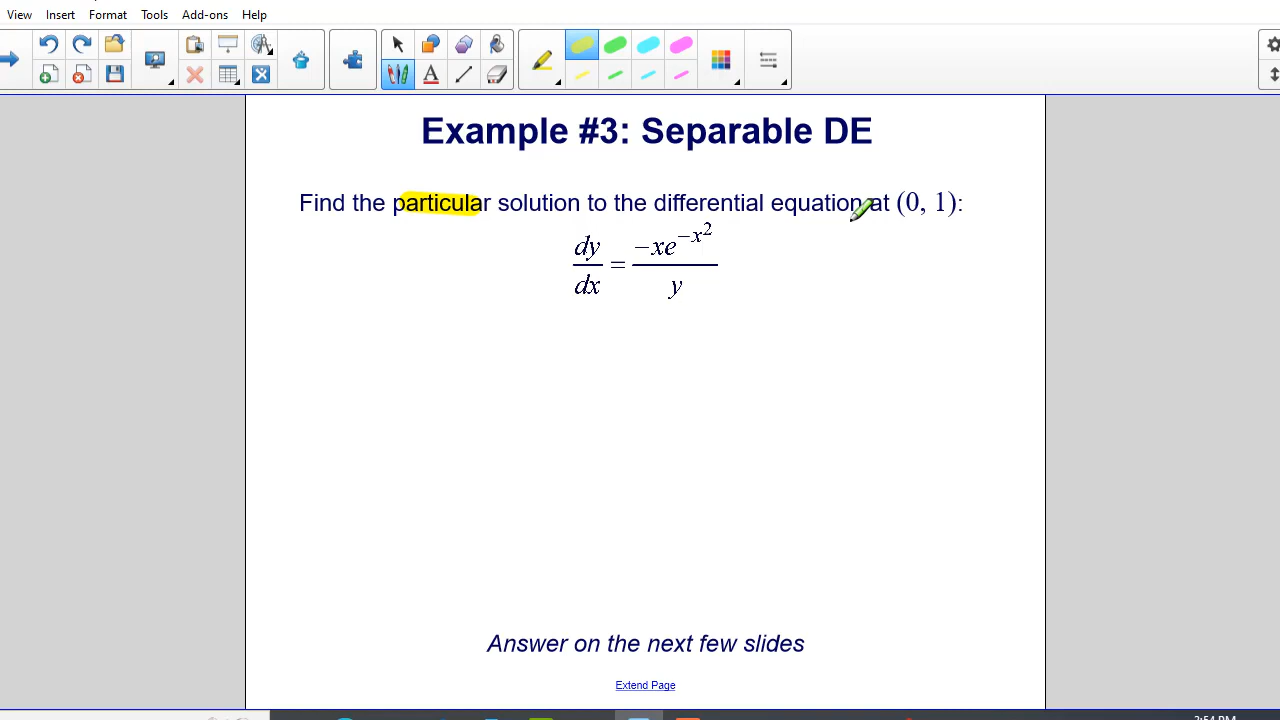 View Insert Format Tools Add-ons Help
Example #3: Separable DE
Find the particular solution to the differential equation at (0, 1):
dy/dx = -xe^{-x^2}/y
Answer on the next few slides
Extend Page